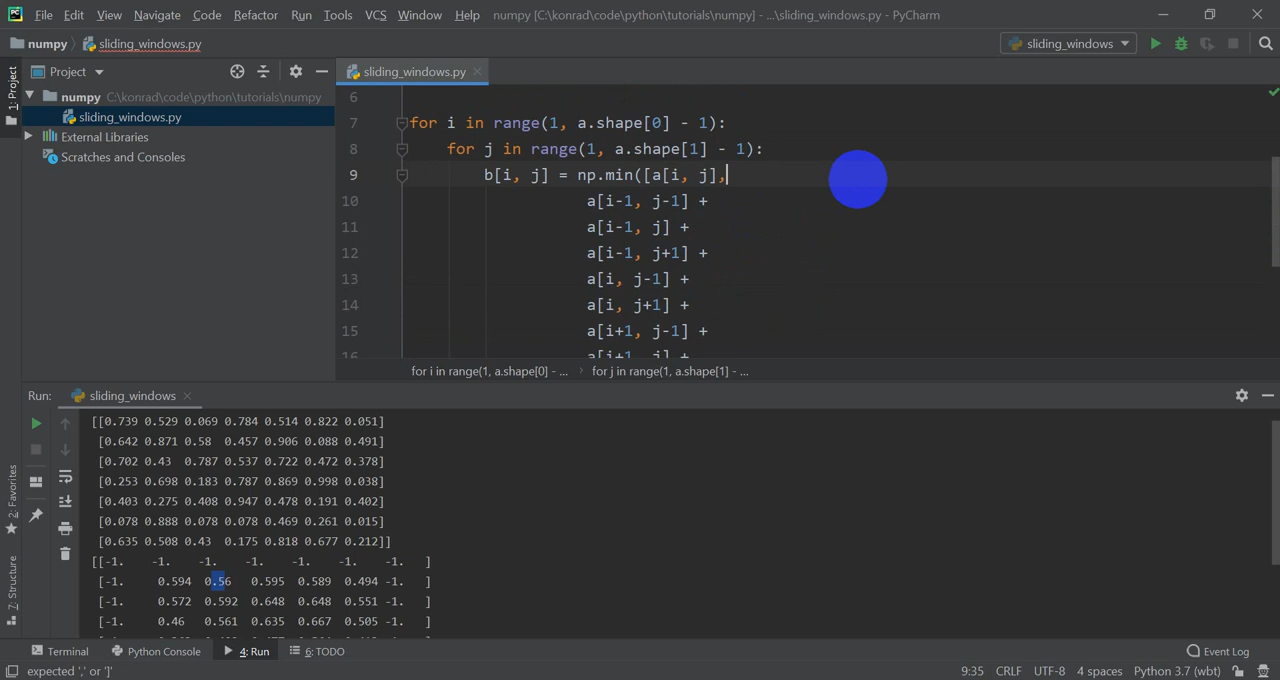 PC File Edit View Navigate Code Refactor Run Tools VCS Window Help numpy [C:\konrad\code\python\tutorials\numpy] - ...\sliding_windows.py - PyCharm
numpy sliding_windows.py sliding_windows
1: Project
Project
sliding_windows.py
numpy C:\konrad\code\python\tutorials\numpy
sliding_windows.py
External Libraries
Scratches and Consoles
6
7 for i in range(1, a.shape[0] - 1):
8 for j in range(1, a.shape[1] - 1):
9 b[i, j] = np.min([a[i, j],
10 a[i-1, j-1] +
11 a[i-1, j] +
12 a[i-1, j+1] +
13 a[i, j-1] +
14 a[i, j+1] +
15 a[i+1, j-1] +
16 a[i+1, j] +
for i in range(1, a.shape[0] - ... › for j in range(1, a.shape[1] - ...
Run: sliding_windows
[[0.739 0.529 0.069 0.784 0.514 0.822 0.051]
[0.642 0.871 0.58 0.457 0.906 0.088 0.491]
[0.702 0.43 0.787 0.537 0.722 0.472 0.378]
[0.253 0.698 0.183 0.787 0.869 0.998 0.038]
[0.403 0.275 0.408 0.947 0.478 0.191 0.402]
[0.078 0.888 0.078 0.078 0.469 0.261 0.015]
[0.635 0.508 0.43 0.175 0.818 0.677 0.212]]
[[-1. -1. -1. -1. -1. -1. -1. ]
[-1. 0.594 0.56 0.595 0.589 0.494 -1. ]
[-1. 0.572 0.592 0.648 0.648 0.551 -1. ]
[-1. 0.46 0.561 0.635 0.667 0.505 -1. ]
2: Favorites
7: Structure
Terminal Python Console 4: Run 6: TODO Event Log
expected ',' or ']' 9:35 CRLF UTF-8 4 spaces Python 3.7 (wbt)